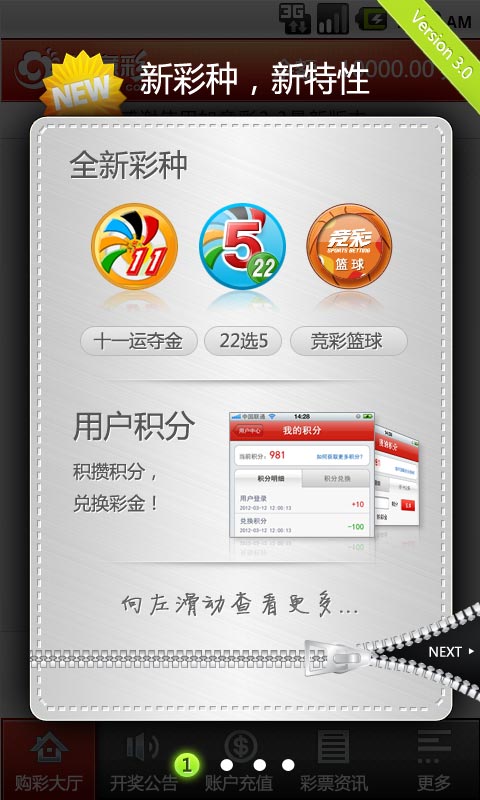 3G
AM
Version 3.0
NEW
新彩种，新特性
全新彩种
11
5
22
竞彩
SPORTS BETTING
篮球
十一运夺金
22选5
竞彩篮球
用户积分
积攒积分，
兑换彩金！
中国联通
14:28
用户中心
我的积分
当前积分：981
如何获取更多积分？
积分明细
积分兑换
用户登录
2012-03-12 12:00:13
+10
兑换积分
2012-03-12 12:00:13
-100
向左滑动查看更多...
NEXT
1
购彩大厅
开奖公告
账户充值
彩票资讯
更多